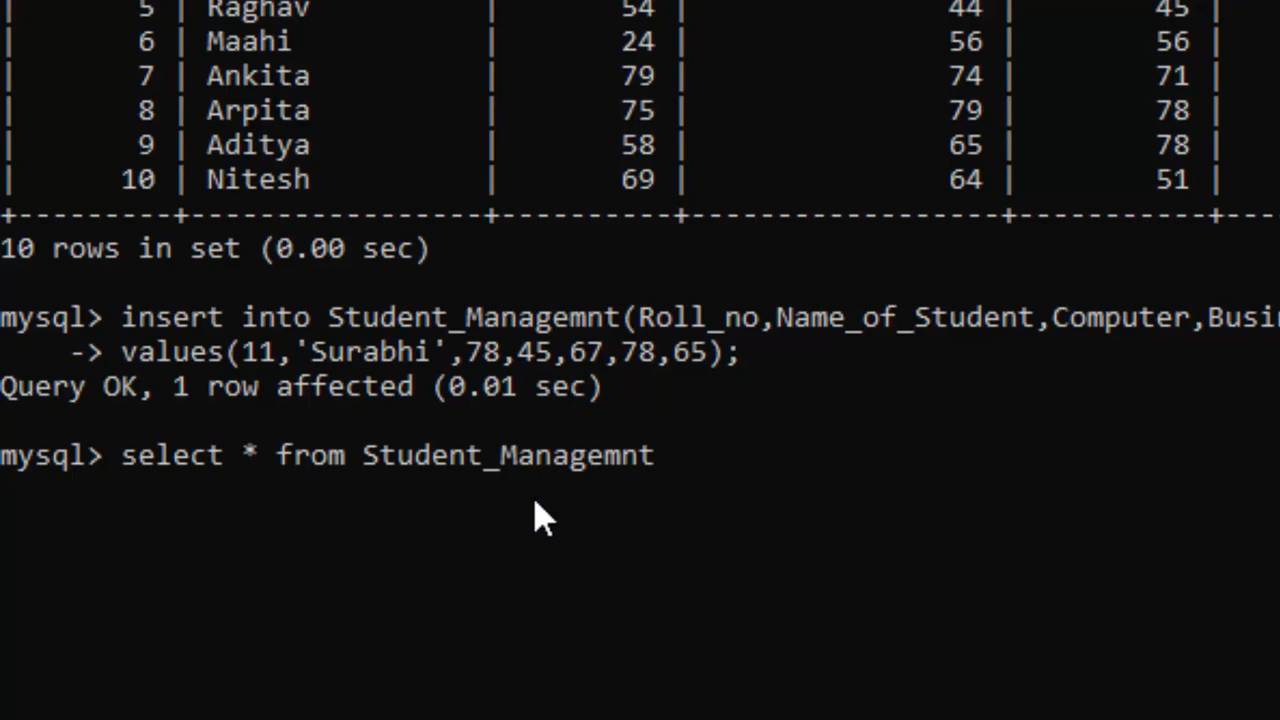 | 5 | Raghav | 54 | 44 | 45 |
| 6 | Maahi | 24 | 56 | 56 |
| 7 | Ankita | 79 | 74 | 71 |
| 8 | Arpita | 75 | 79 | 78 |
| 9 | Aditya | 58 | 65 | 78 |
| 10 | Nitesh | 69 | 64 | 51 |
+---------+-----------------+----------+------------------+-----------+---
10 rows in set (0.00 sec)
mysql> insert into Student_Managemnt(Roll_no,Name_of_Student,Computer,Busi
-> values(11,'Surabhi',78,45,67,78,65);
Query OK, 1 row affected (0.01 sec)
mysql> select * from Student_Managemnt